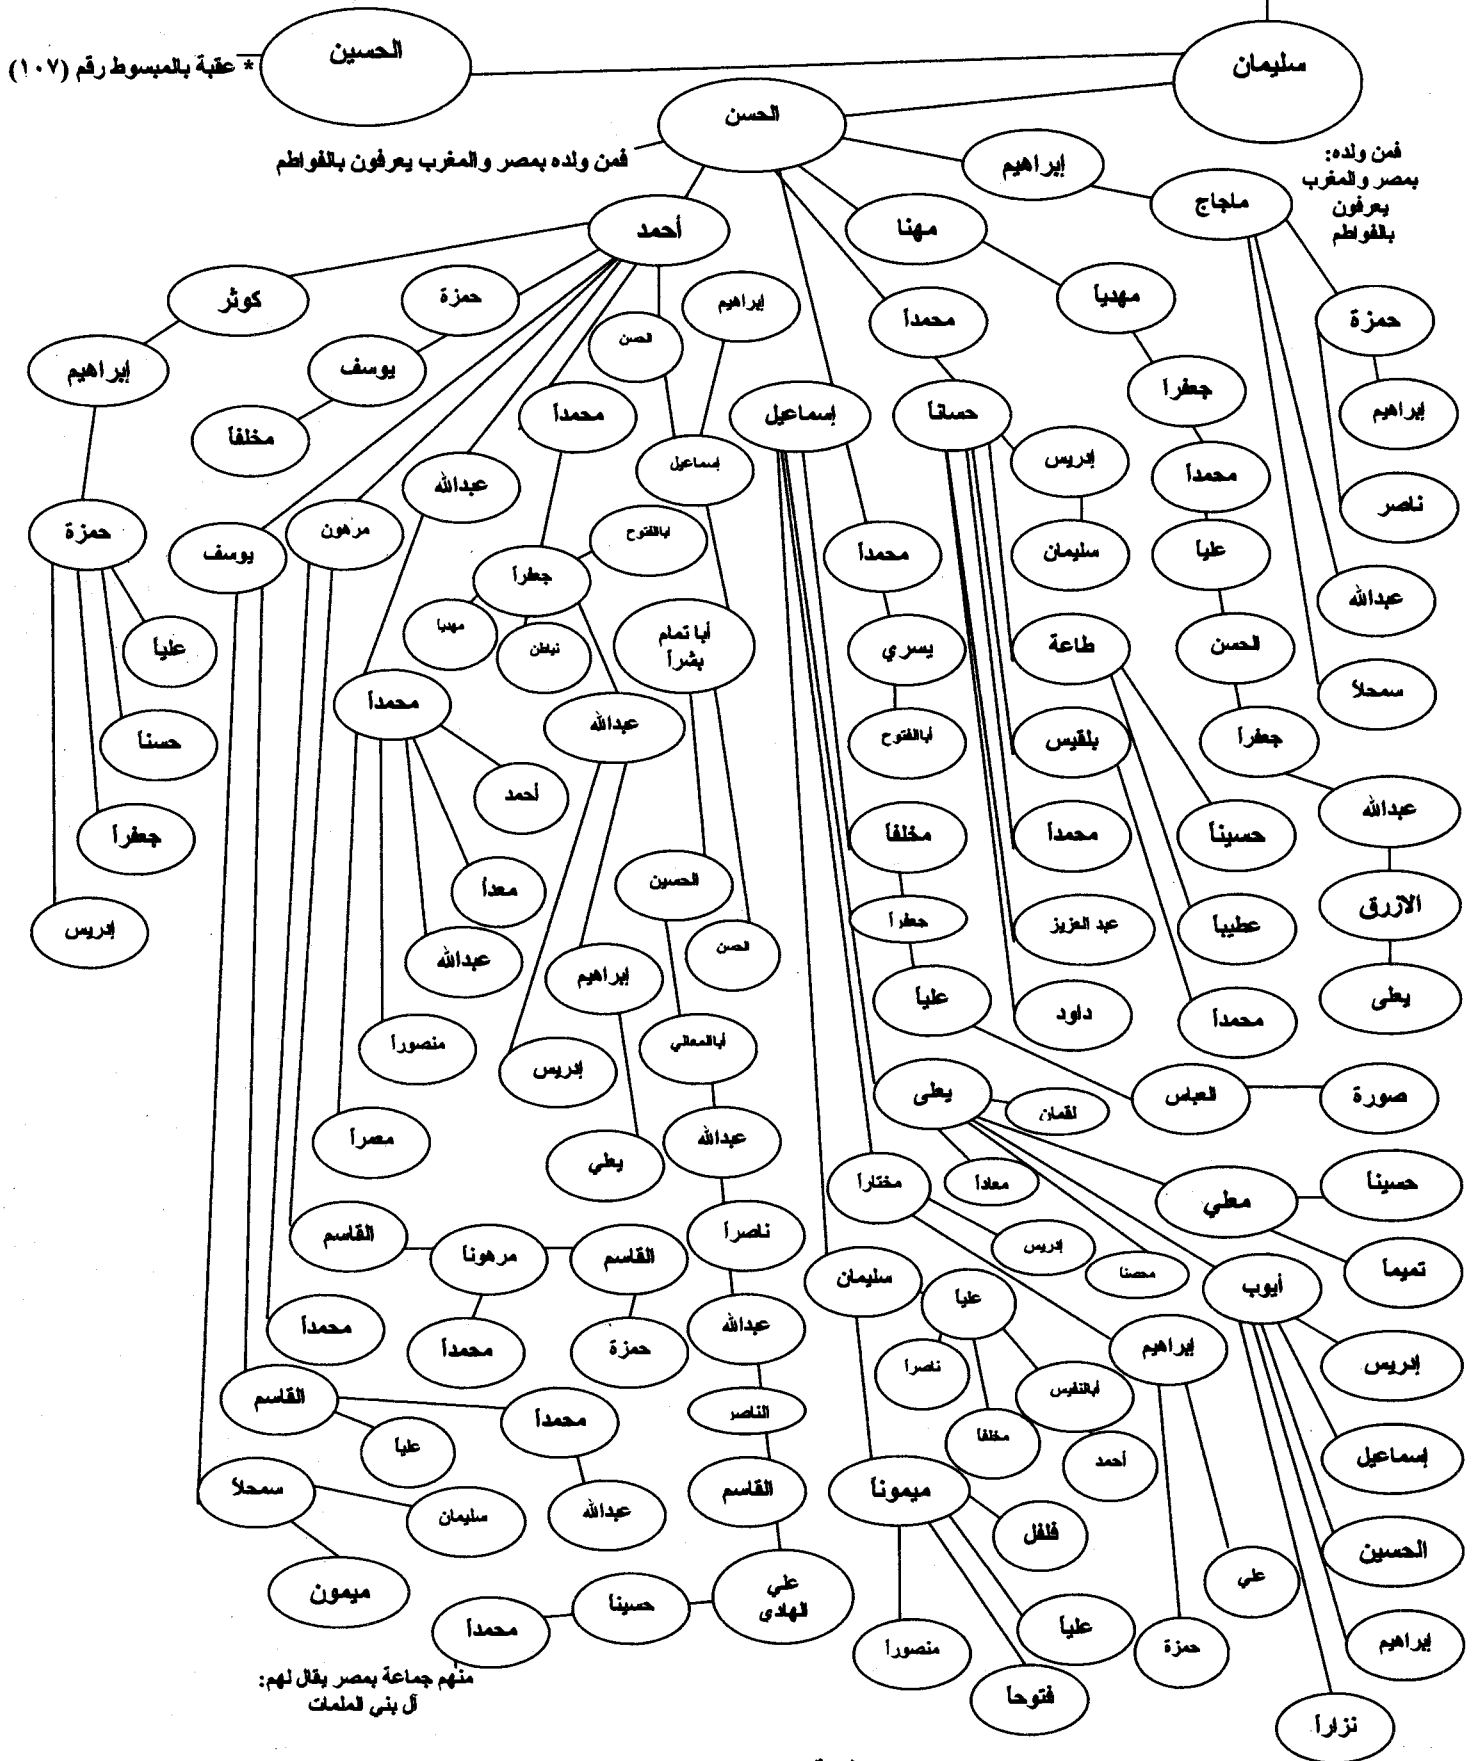 الحسين
* عقبة بالمبسوط رقم (١٠٧)
سليمان
الحسن
فمن ولده بمصر والمغرب يعرفون بالفواطم
فمن ولده:
بمصر والمغرب
يعرفون
بالفواطم
إبراهيم
ملجاج
أحمد
مهنا
كوثر
حمزة
إبراهيم
محمداً
مهدياً
حمزة
الحسن
إبراهيم
يوسف
جعفراً
إبراهيم
مخلفاً
محمداً
إسماعيل
حساناً
إدريس
محمداً
ناصر
عبدالله
إسماعيل
حمزة
يوسف
مرهون
اباالفتوح
جعفراً
محمداً
سليمان
علياً
عبدالله
مهدياً
نباطن
أبا تمام
بشراً
يسري
طاعة
الحسن
سمحلاً
علياً
حسناً
جعفراً
إدريس
محمداً
عبدالله
أباالفتوح
بلقيس
جعفراً
عبدالله
أحمد
معداً
عبدالله
منصوراً
معمراً
الحسين
الحسن
مخلفاً
محمداً
حسيناً
الازرق
جعفراً
عبد العزيز
عطيبا
يعلى
إبراهيم
إدريس
أباالمعالي
علياً
داود
محمداً
يعلى
لقمان
العباس
صورة
يعلي
عبدالله
مختاراً
معاداً
معلي
حسيناً
تميماً
القاسم
مرهوناً
القاسم
ناصراً
سليمان
علياً
إدريس
محصنا
أيوب
محمداً
محمداً
حمزة
عبدالله
ناصراً
أباالنفيس
إبراهيم
إدريس
القاسم
علياً
محمداً
الناصر
مخلفاً
أحمد
إسماعيل
سمحلاً
سليمان
عبدالله
القاسم
ميموناً
فلفل
الحسين
ميمون
محمداً
حسيناً
علي
الهادي
منصوراً
علياً
حمزة
علي
إبراهيم
فتوحاً
نزاراً
منهم جماعة بمصر يقال لهم:
آل بني الملمات